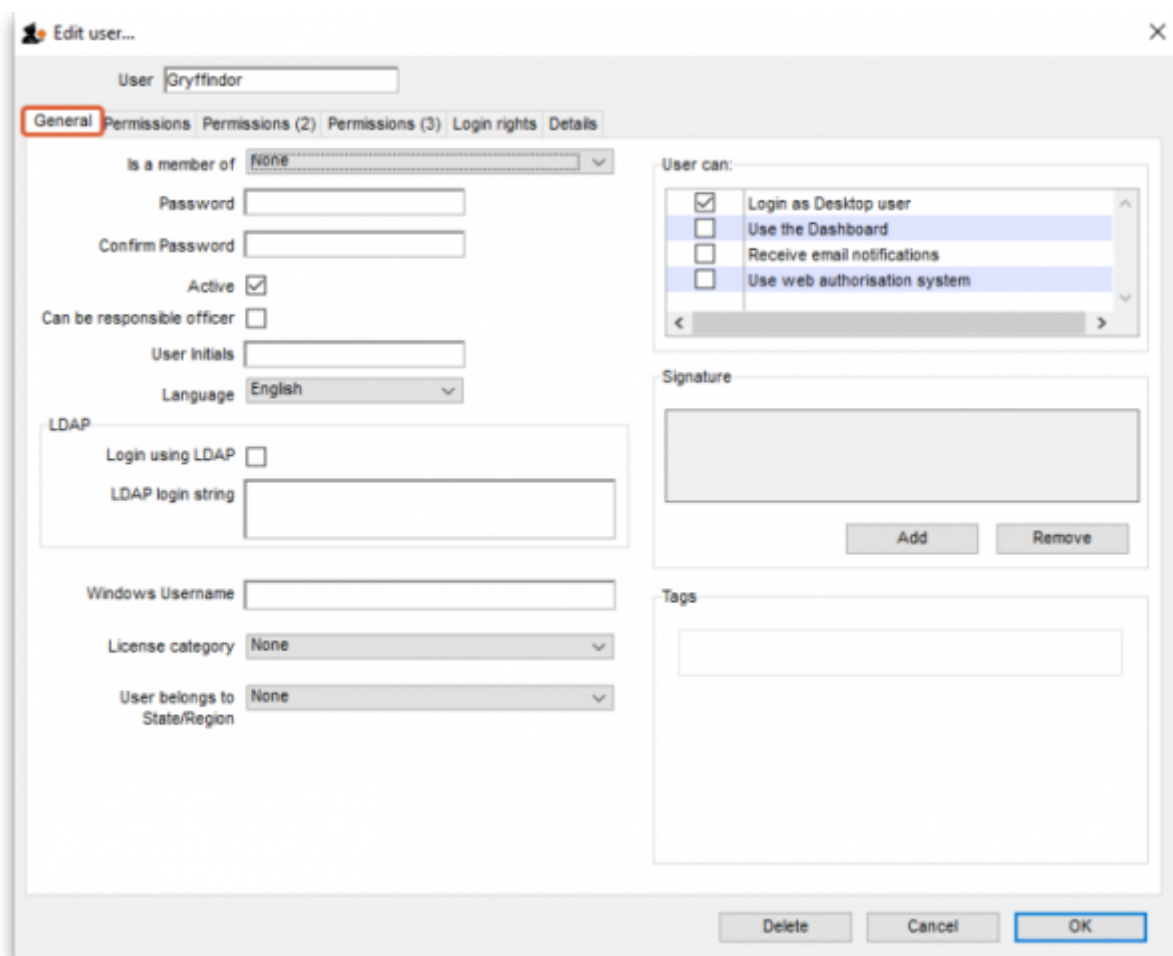 Edit user...
User Gryffindor
General Permissions Permissions (2) Permissions (3) Login rights Details
Is a member of None
Password
Confirm Password
Active
Can be responsible officer
User Initials
Language English
LDAP
Login using LDAP
LDAP login string
Windows Username
License category None
User belongs to None
State/Region
User can:
Login as Desktop user
Use the Dashboard
Receive email notifications
Use web authorisation system
Signature
Add Remove
Tags
Delete Cancel OK